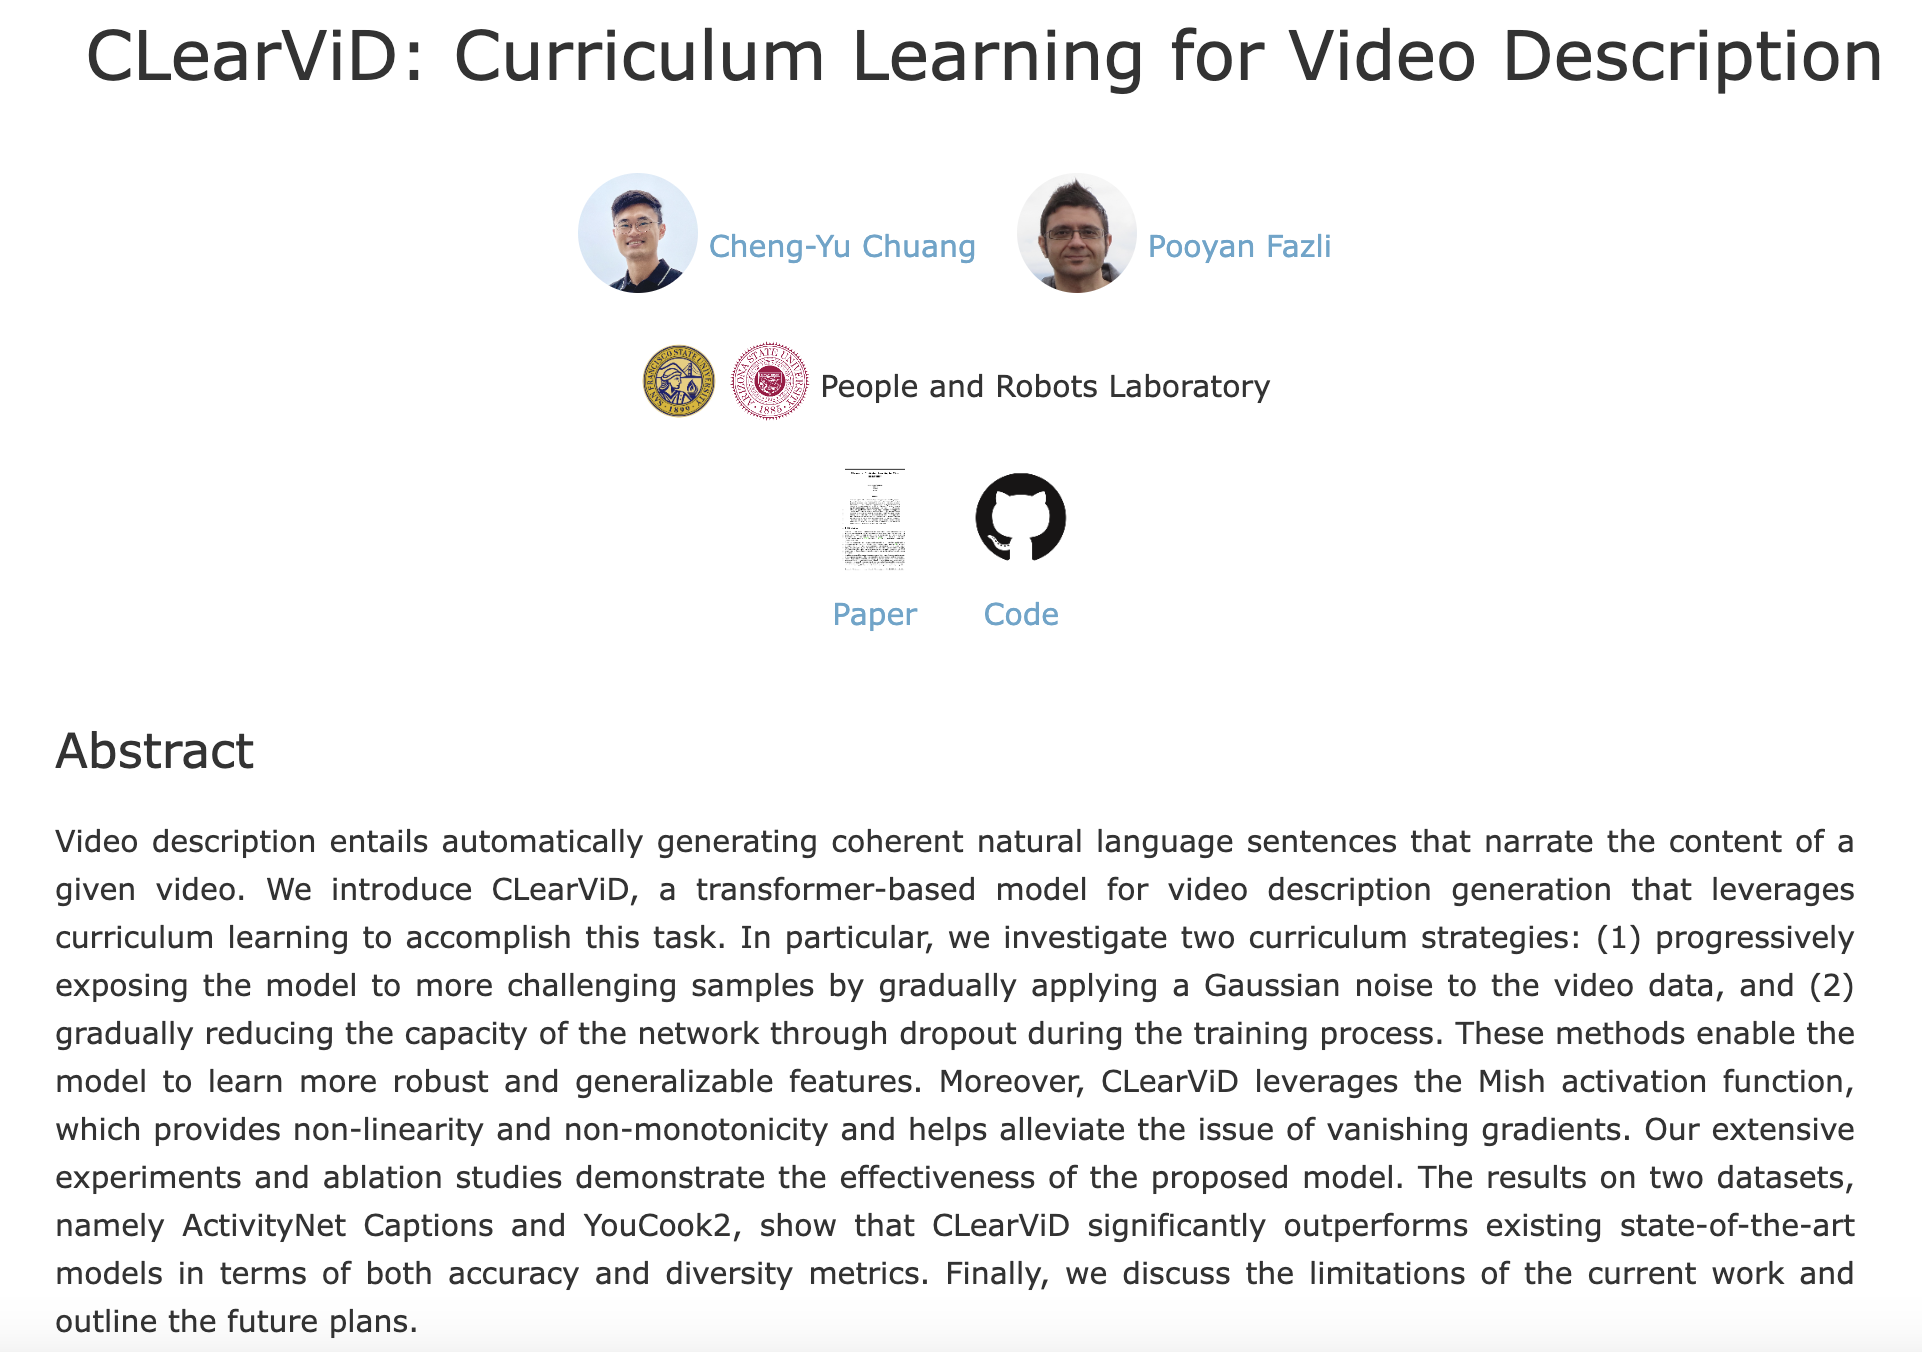 CLearViD: Curriculum Learning for Video Description
Cheng-Yu Chuang
Pooyan Fazli
SAN FRANCISCO STATE UNIVERSITY
1899
ARIZONA STATE UNIVERSITY
1885
People and Robots Laboratory
Paper
Code
Abstract
Video description entails automatically generating coherent natural language sentences that narrate the content of a
given video. We introduce CLearViD, a transformer-based model for video description generation that leverages
curriculum learning to accomplish this task. In particular, we investigate two curriculum strategies: (1) progressively
exposing the model to more challenging samples by gradually applying a Gaussian noise to the video data, and (2)
gradually reducing the capacity of the network through dropout during the training process. These methods enable the
model to learn more robust and generalizable features. Moreover, CLearViD leverages the Mish activation function,
which provides non-linearity and non-monotonicity and helps alleviate the issue of vanishing gradients. Our extensive
experiments and ablation studies demonstrate the effectiveness of the proposed model. The results on two datasets,
namely ActivityNet Captions and YouCook2, show that CLearViD significantly outperforms existing state-of-the-art
models in terms of both accuracy and diversity metrics. Finally, we discuss the limitations of the current work and
outline the future plans.